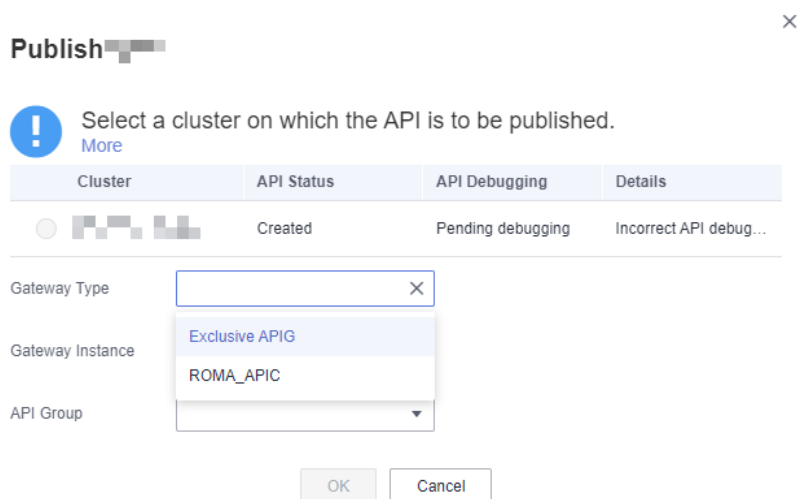 Publish
Select a cluster on which the API is to be published.
More
Cluster API Status API Debugging Details
Created Pending debugging Incorrect API debug...
Gateway Type
Exclusive APIG
Gateway Instance
ROMA_APIC
API Group
OK Cancel